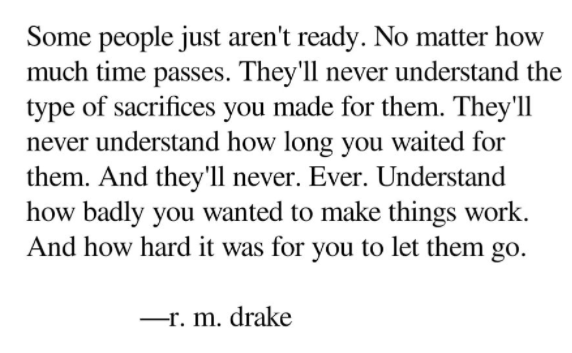 Some people just aren't ready. No matter how
much time passes. They'll never understand the
type of sacrifices you made for them. They'll
never understand how long you waited for
them. And they'll never. Ever. Understand
how badly you wanted to make things work.
And how hard it was for you to let them go.
—r. m. drake